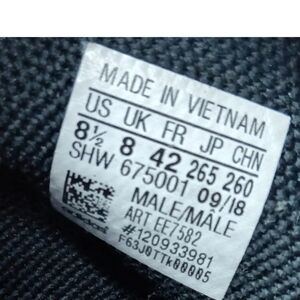 MADE IN VIETNAM
US UK FR JP CHN
8½ 8 42 265 260
SHW 675001 09/18
MALE/MALE
ART EE7582
#120933981
F63J0TTk00005